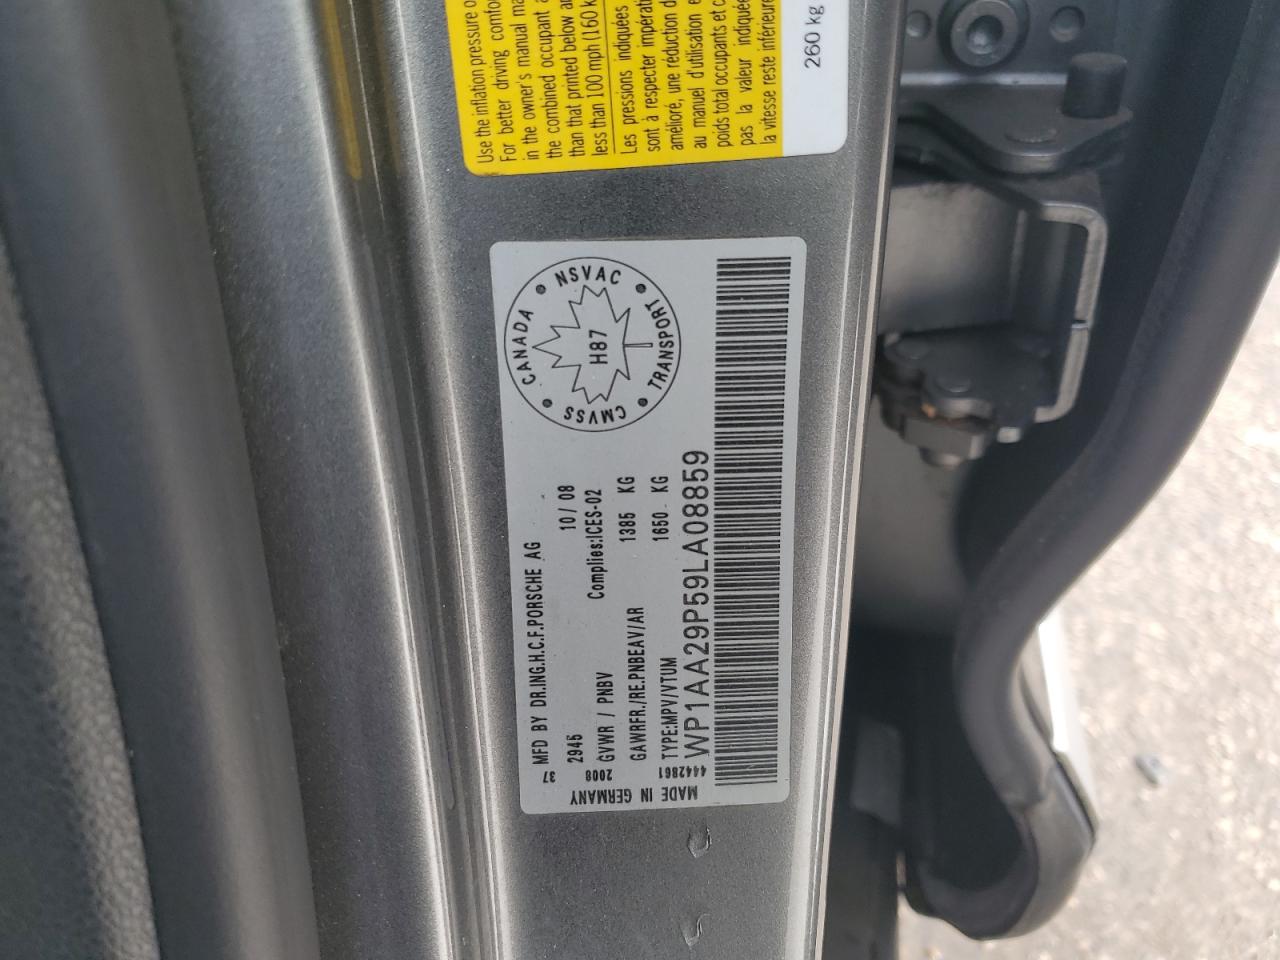 Use the inflation pressure
For better driving comfo
in the owner's manual
the combined occupant
than that printed below
less than 100 mph (160
Les pressions indiquées
sont à respecter
améliore, une réduction
au manuel d'utilisation
poids total occupants et
pas la valeur indiquée
la vitesse reste inférieure
260 kg
CANADA • NSVAC • TRANSPORT • CMVSS •
H87
37 MFD BY DR.ING.H.C.F.PORSCHE AG
2945 10/08
2008 GVWR / PNBV Complies:ICES-02
GAWRFR./RE.PNBEAV/AR 1385 KG
TYPE:MPV/VTUM 1650 KG
4442861
WP1AA29P59LA08859
MADE IN GERMANY